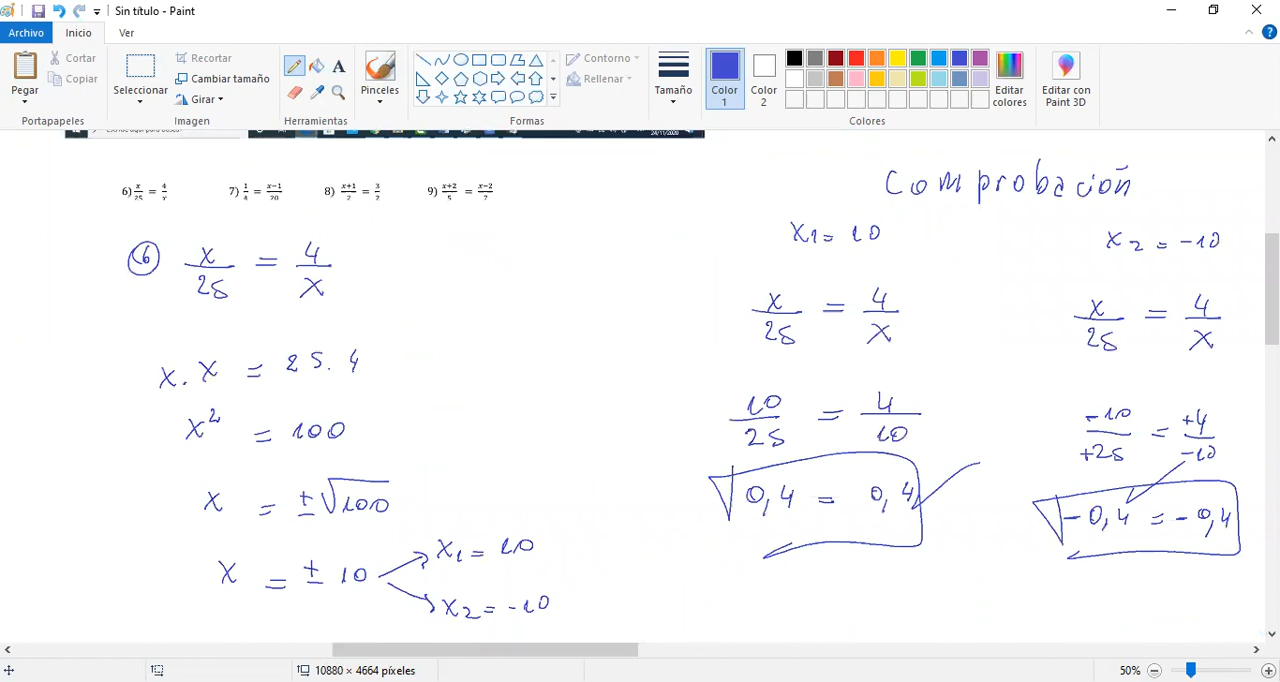 Sin título - Paint
Archivo Inicio Ver
Pegar
Cortar
Copiar
Portapapeles
Seleccionar
Recortar
Cambiar tamaño
Girar
Imagen
A
Herramientas
Pinceles
Contorno
Rellenar
Formas
Tamaño
Color 1
Color 2
Editar colores
Colores
Editar con Paint 3D
24/11/2020
6) x/25 = 4/x 7) 1/4 = x-1/20 8) x+1/2 = 3/2 9) x+2/5 = x-2/7
6 x/25 = 4/x
x . x = 25 . 4
x² = 100
x = ±√100
x = ± 10
x1 = 10
x2 = -10
Comprobación
x1 = 10
x/25 = 4/x
10/25 = 4/10
0,4 = 0,4
x2 = -10
x/25 = 4/x
-10/+25 = +4/-10
-0,4 = -0,4
10880 × 4664 píxeles
50%